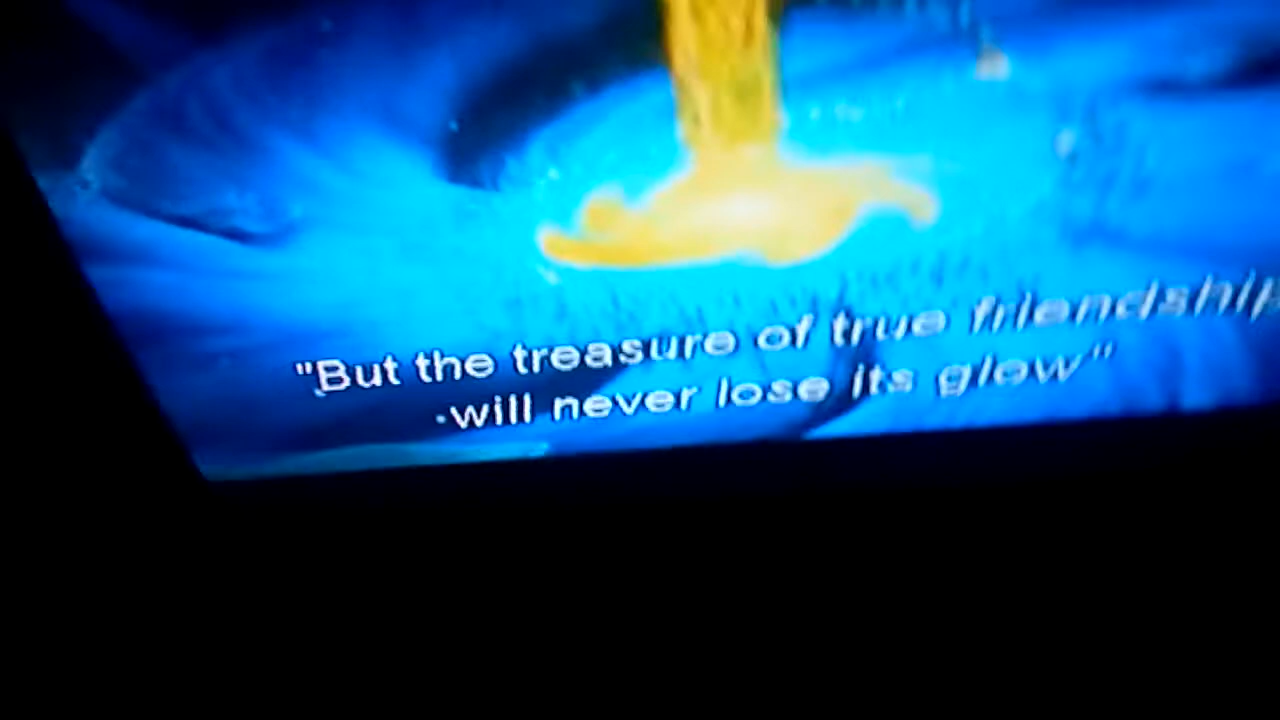 "But the treasure of true friendship
will never lose its glow"